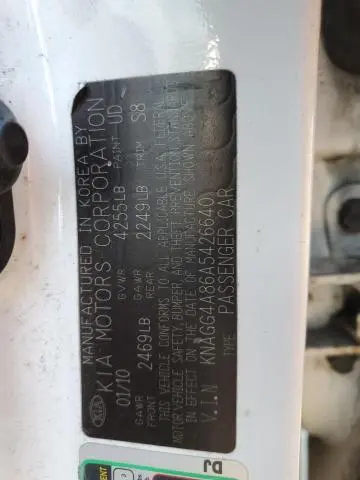 MANUFACTURED IN KOREA BY
KIA MOTORS CORPORATION
01/10 GVWR 4255LB PAINT UD
GAWR FRONT 2469LB GAWR REAR 2249LB TRIM S8
THIS VEHICLE CONFORMS TO ALL APPLICABLE U.S.A. FEDERAL
MOTOR VEHICLE SAFETY, BUMPER, AND THEFT PREVENTION STANDARDS
IN EFFECT ON THE DATE OF MANUFACTURE SHOWN ABOVE.
V.I.N KNAGG4A86A5426640
TYPE PASSENGER CAR